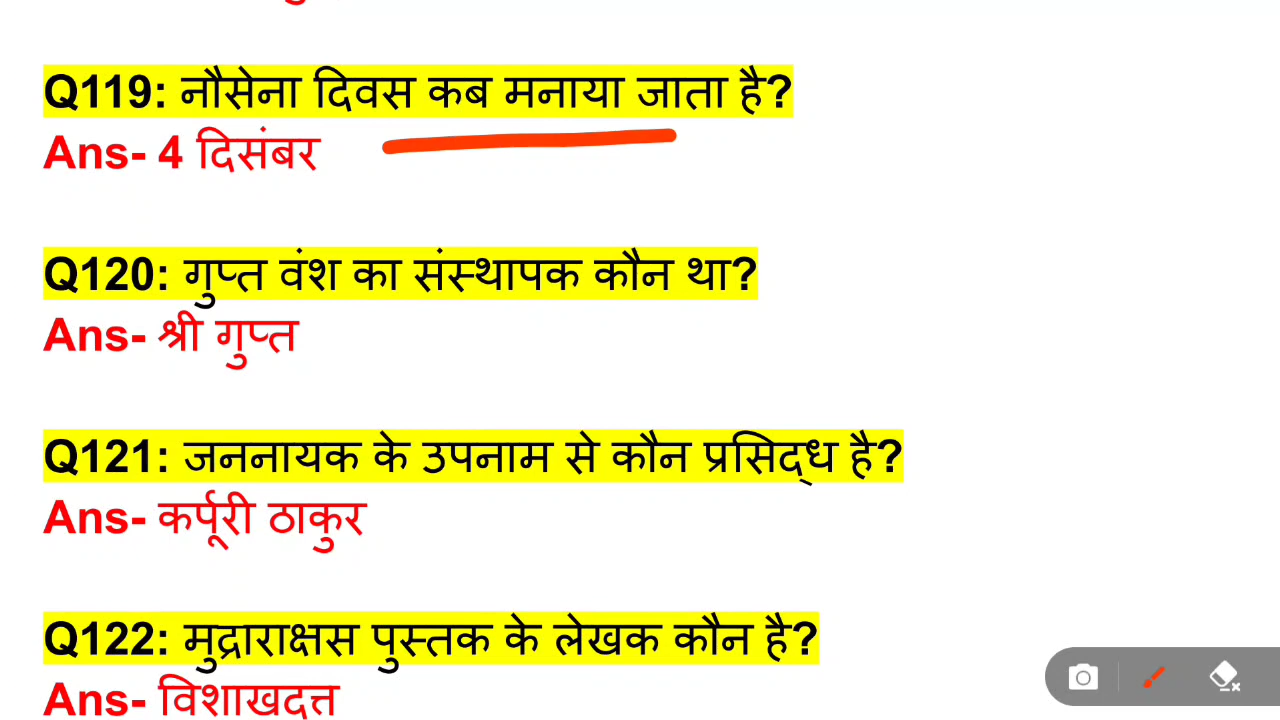 Q119: नौसेना दिवस कब मनाया जाता है?
Ans- 4 दिसंबर
Q120: गुप्त वंश का संस्थापक कौन था?
Ans- श्री गुप्त
Q121: जननायक के उपनाम से कौन प्रसिद्ध है?
Ans- कर्पूरी ठाकुर
Q122: मुद्राराक्षस पुस्तक के लेखक कौन है?
Ans- विशाखदत्त